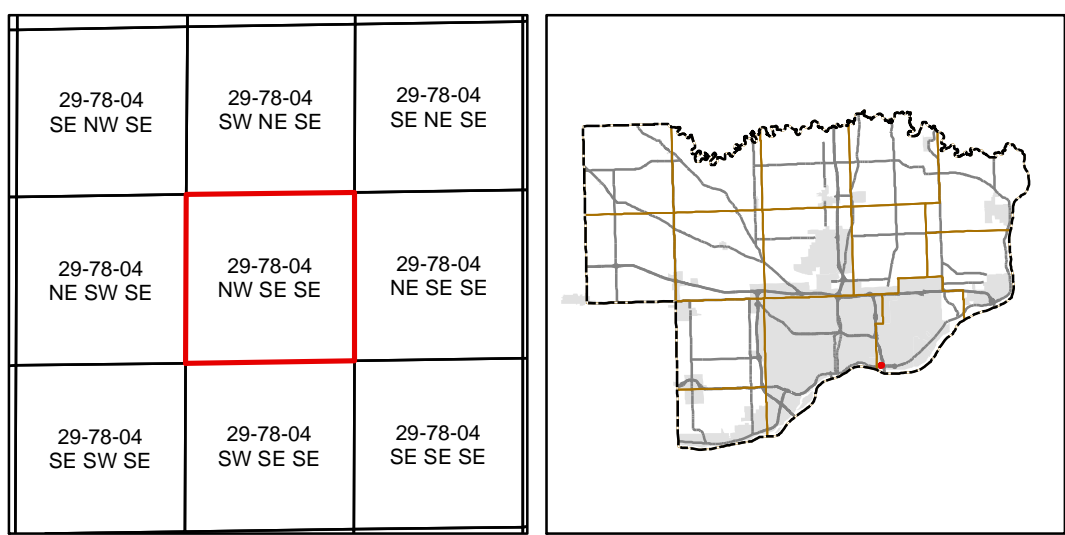 29-78-04
SE NW SE
29-78-04
SW NE SE
29-78-04
SE NE SE
29-78-04
NE SW SE
29-78-04
NW SE SE
29-78-04
NE SE SE
29-78-04
SE SW SE
29-78-04
SW SE SE
29-78-04
SE SE SE